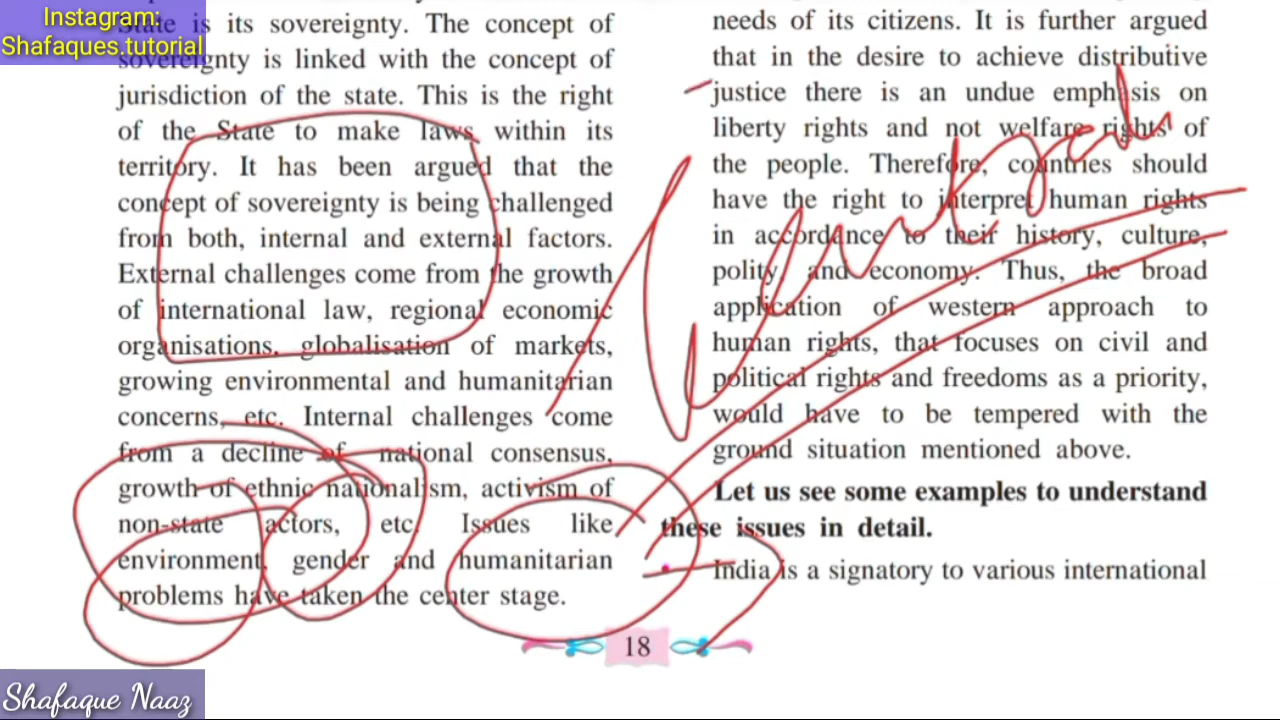 Instagram:
Shafaques.tutorial
State is its sovereignty. The concept of
sovereignty is linked with the concept of
jurisdiction of the state. This is the right
of the State to make laws within its
territory. It has been argued that the
concept of sovereignty is being challenged
from both, internal and external factors.
External challenges come from the growth
of international law, regional economic
organisations, globalisation of markets,
growing environmental and humanitarian
concerns, etc. Internal challenges come
from a decline of national consensus,
growth of ethnic nationalism, activism of
non-state actors, etc. Issues like
environment, gender and humanitarian
problems have taken the center stage.
needs of its citizens. It is further argued
that in the desire to achieve distributive
justice there is an undue emphasis on
liberty rights and not welfare rights of
the people. Therefore, countries should
have the right to interpret human rights
in accordance to their history, culture,
polity and economy. Thus, the broad
application of western approach to
human rights, that focuses on civil and
political rights and freedoms as a priority,
would have to be tempered with the
ground situation mentioned above.
Let us see some examples to understand
these issues in detail.
India is a signatory to various international
18
Shafaque Naaz